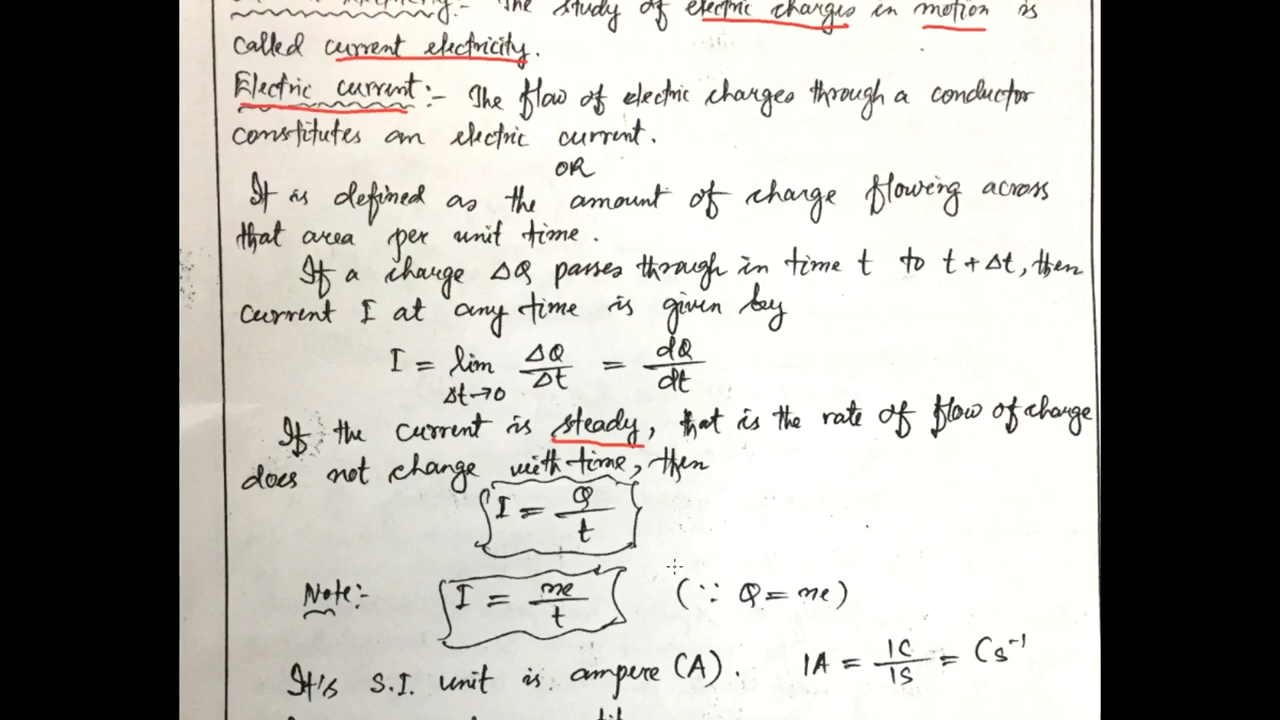 The study of electric charges in motion is
called current electricity.
Electric current:- The flow of electric charges through a conductor
constitutes an electric current.
OR
It is defined as the amount of charge flowing across
that area per unit time.
If a charge ΔQ passes through in time t to t + Δt, then
current I at any time is given by
I = lim Δt→0 ΔQ/Δt = dQ/dt
If the current is steady, that is the rate of flow of charge
does not change with time, then
I = Q/t
Note:- I = ne/t (∵ Q = ne)
It's S.I. unit is ampere (A). 1A = 1C/1S = Cs⁻¹